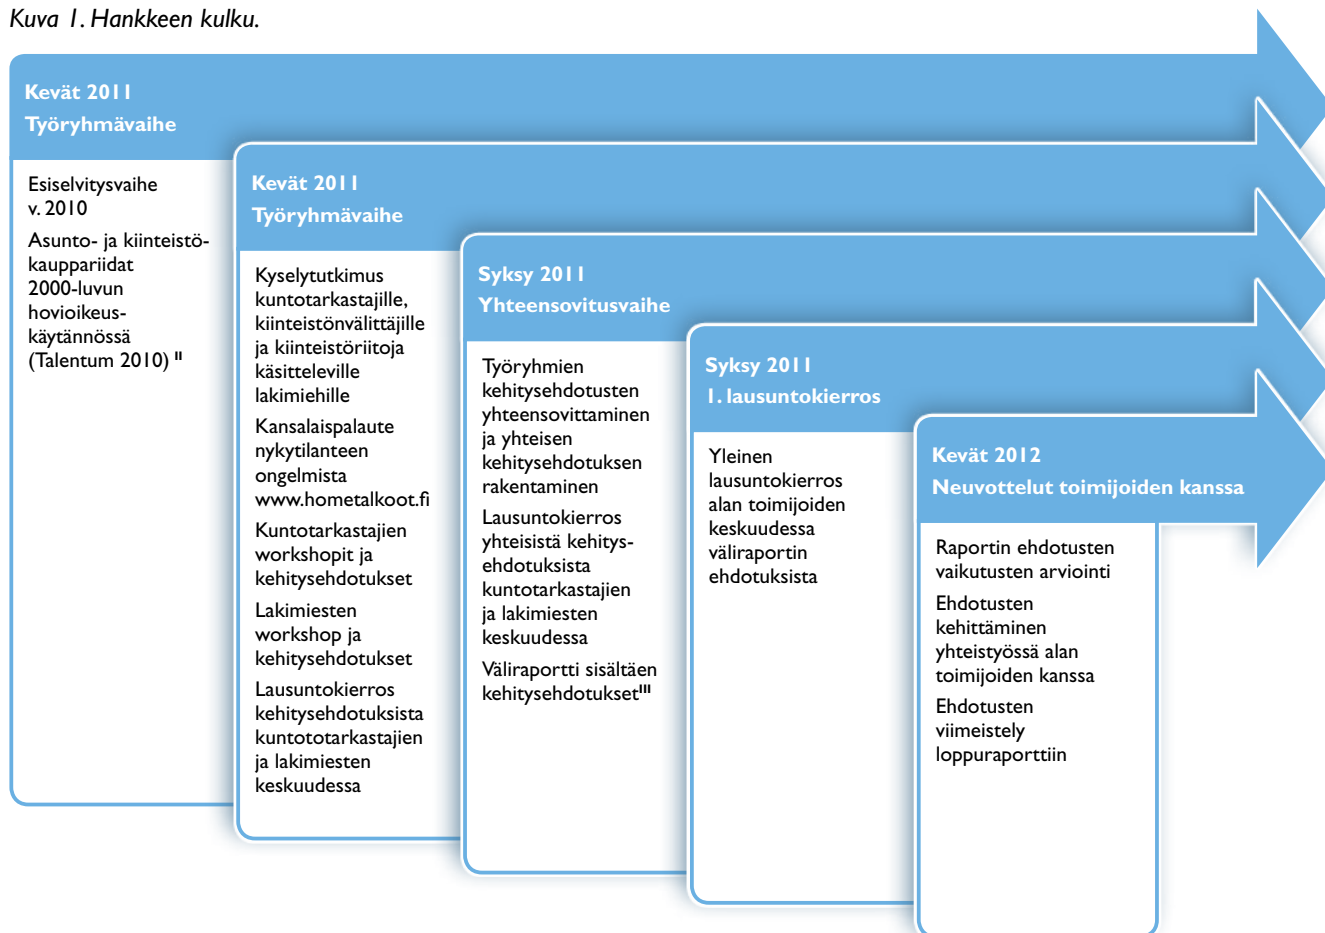 Kuva 1. Hankkeen kulku.
Kevät 2011
Työryhmävaihe
Esiselvitysvaihe
v. 2010
Asunto- ja kiinteistö-
kauppariidat
2000-luvun
hovioikeus-
käytännössä
(Talentum 2010) II
Kevät 2011
Työryhmävaihe
Kyselytutkimus
kuntotarkastajille,
kiinteistönvälittäjille
ja kiinteistöriitoja
käsitteleville
lakimiehille
Kansalaispalaute
nykytilanteen
ongelmista
www.hometalkoot.fi
Kuntotarkastajien
workshopit ja
kehitysehdotukset
Lakimiesten
workshop ja
kehitysehdotukset
Lausuntokierros
kehitysehdotuksista
kuntototarkastajien
ja lakimiesten
keskuudessa
Syksy 2011
Yhteensovitusvaihe
Työryhmien
kehitysehdotusten
yhteensovittaminen
ja yhteisen
kehitysehdotuksen
rakentaminen
Lausuntokierros
yhteisistä kehitys-
ehdotuksista
kuntotarkastajien
ja lakimiesten
keskuudessa
Väliraportti sisältäen
kehitysehdotuksetIII
Syksy 2011
1. lausuntokierros
Yleinen
lausuntokierros
alan toimijoiden
keskuudessa
väliraportin
ehdotuksista
Kevät 2012
Neuvottelut toimijoiden kanssa
Raportin ehdotusten
vaikutusten arviointi
Ehdotusten
kehittäminen
yhteistyössä alan
toimijoiden kanssa
Ehdotusten
viimeistely
loppuraporttiin